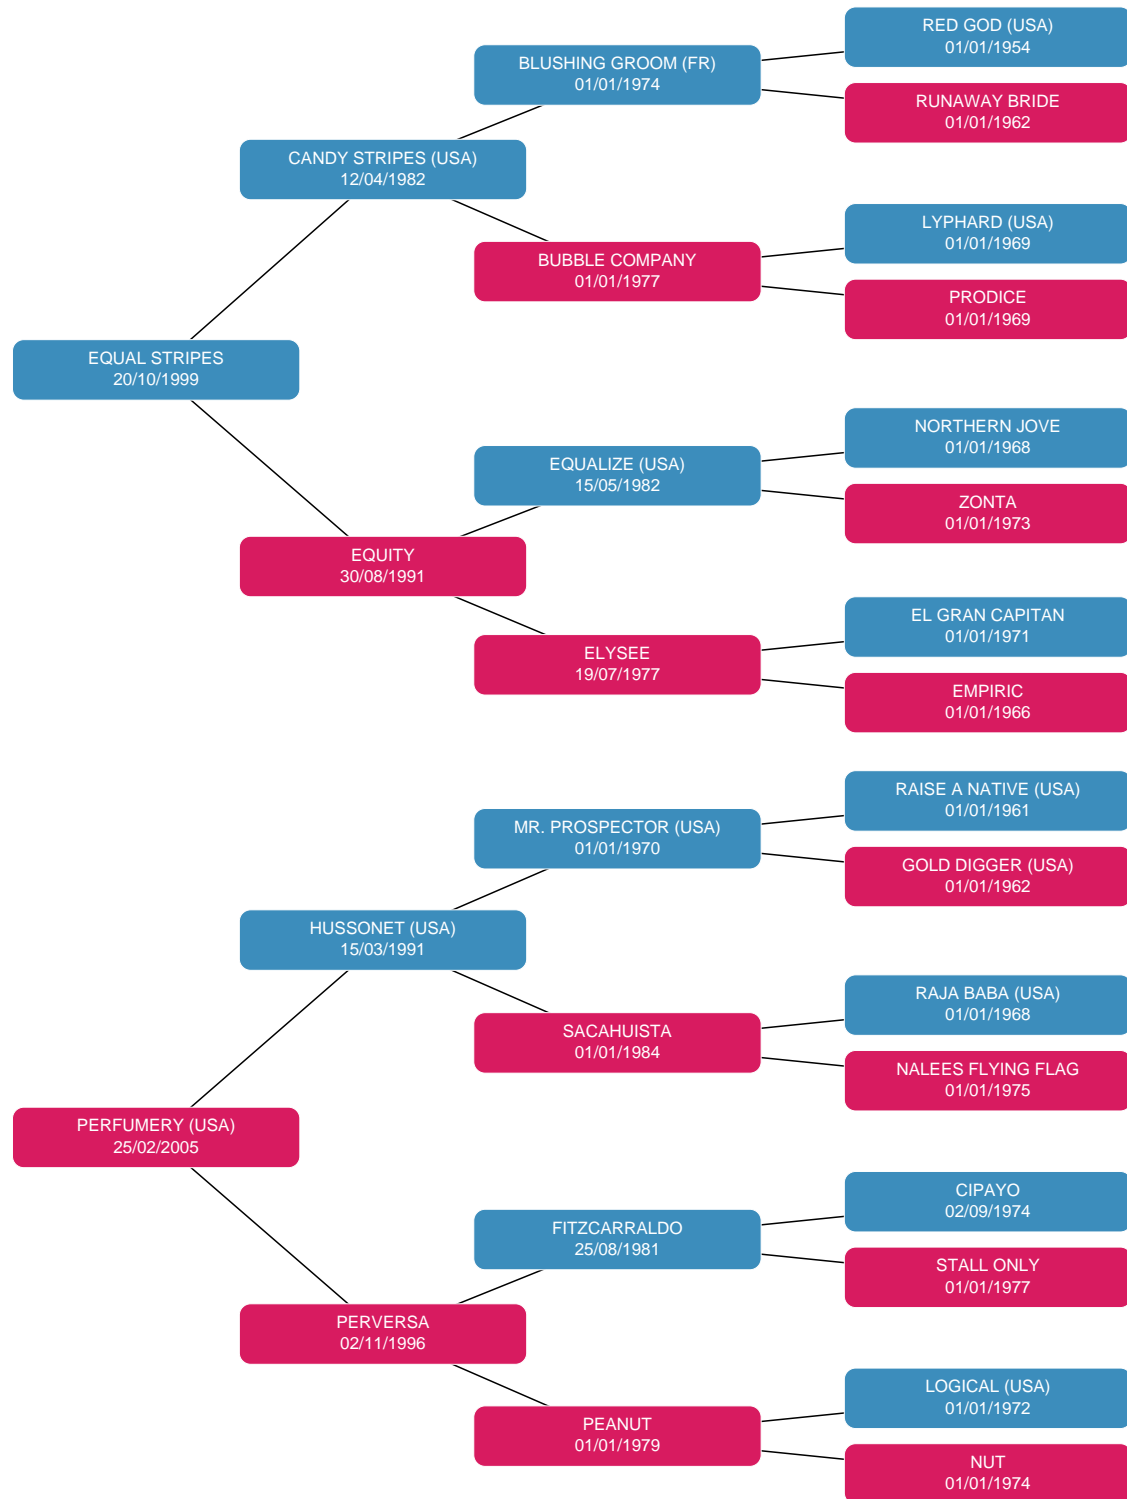 RED GOD (USA)
01/01/1954
BLUSHING GROOM (FR)
01/01/1974
RUNAWAY BRIDE
01/01/1962
CANDY STRIPES (USA)
12/04/1982
LYPHARD (USA)
01/01/1969
BUBBLE COMPANY
01/01/1977
PRODICE
01/01/1969
EQUAL STRIPES
20/10/1999
NORTHERN JOVE
01/01/1968
EQUALIZE (USA)
15/05/1982
ZONTA
01/01/1973
EQUITY
30/08/1991
EL GRAN CAPITAN
01/01/1971
ELYSEE
19/07/1977
EMPIRIC
01/01/1966
RAISE A NATIVE (USA)
01/01/1961
MR. PROSPECTOR (USA)
01/01/1970
GOLD DIGGER (USA)
01/01/1962
HUSSONET (USA)
15/03/1991
RAJA BABA (USA)
01/01/1968
SACAHUISTA
01/01/1984
NALEES FLYING FLAG
01/01/1975
PERFUMERY (USA)
25/02/2005
CIPAYO
02/09/1974
FITZCARRALDO
25/08/1981
STALL ONLY
01/01/1977
PERVERSA
02/11/1996
LOGICAL (USA)
01/01/1972
PEANUT
01/01/1979
NUT
01/01/1974